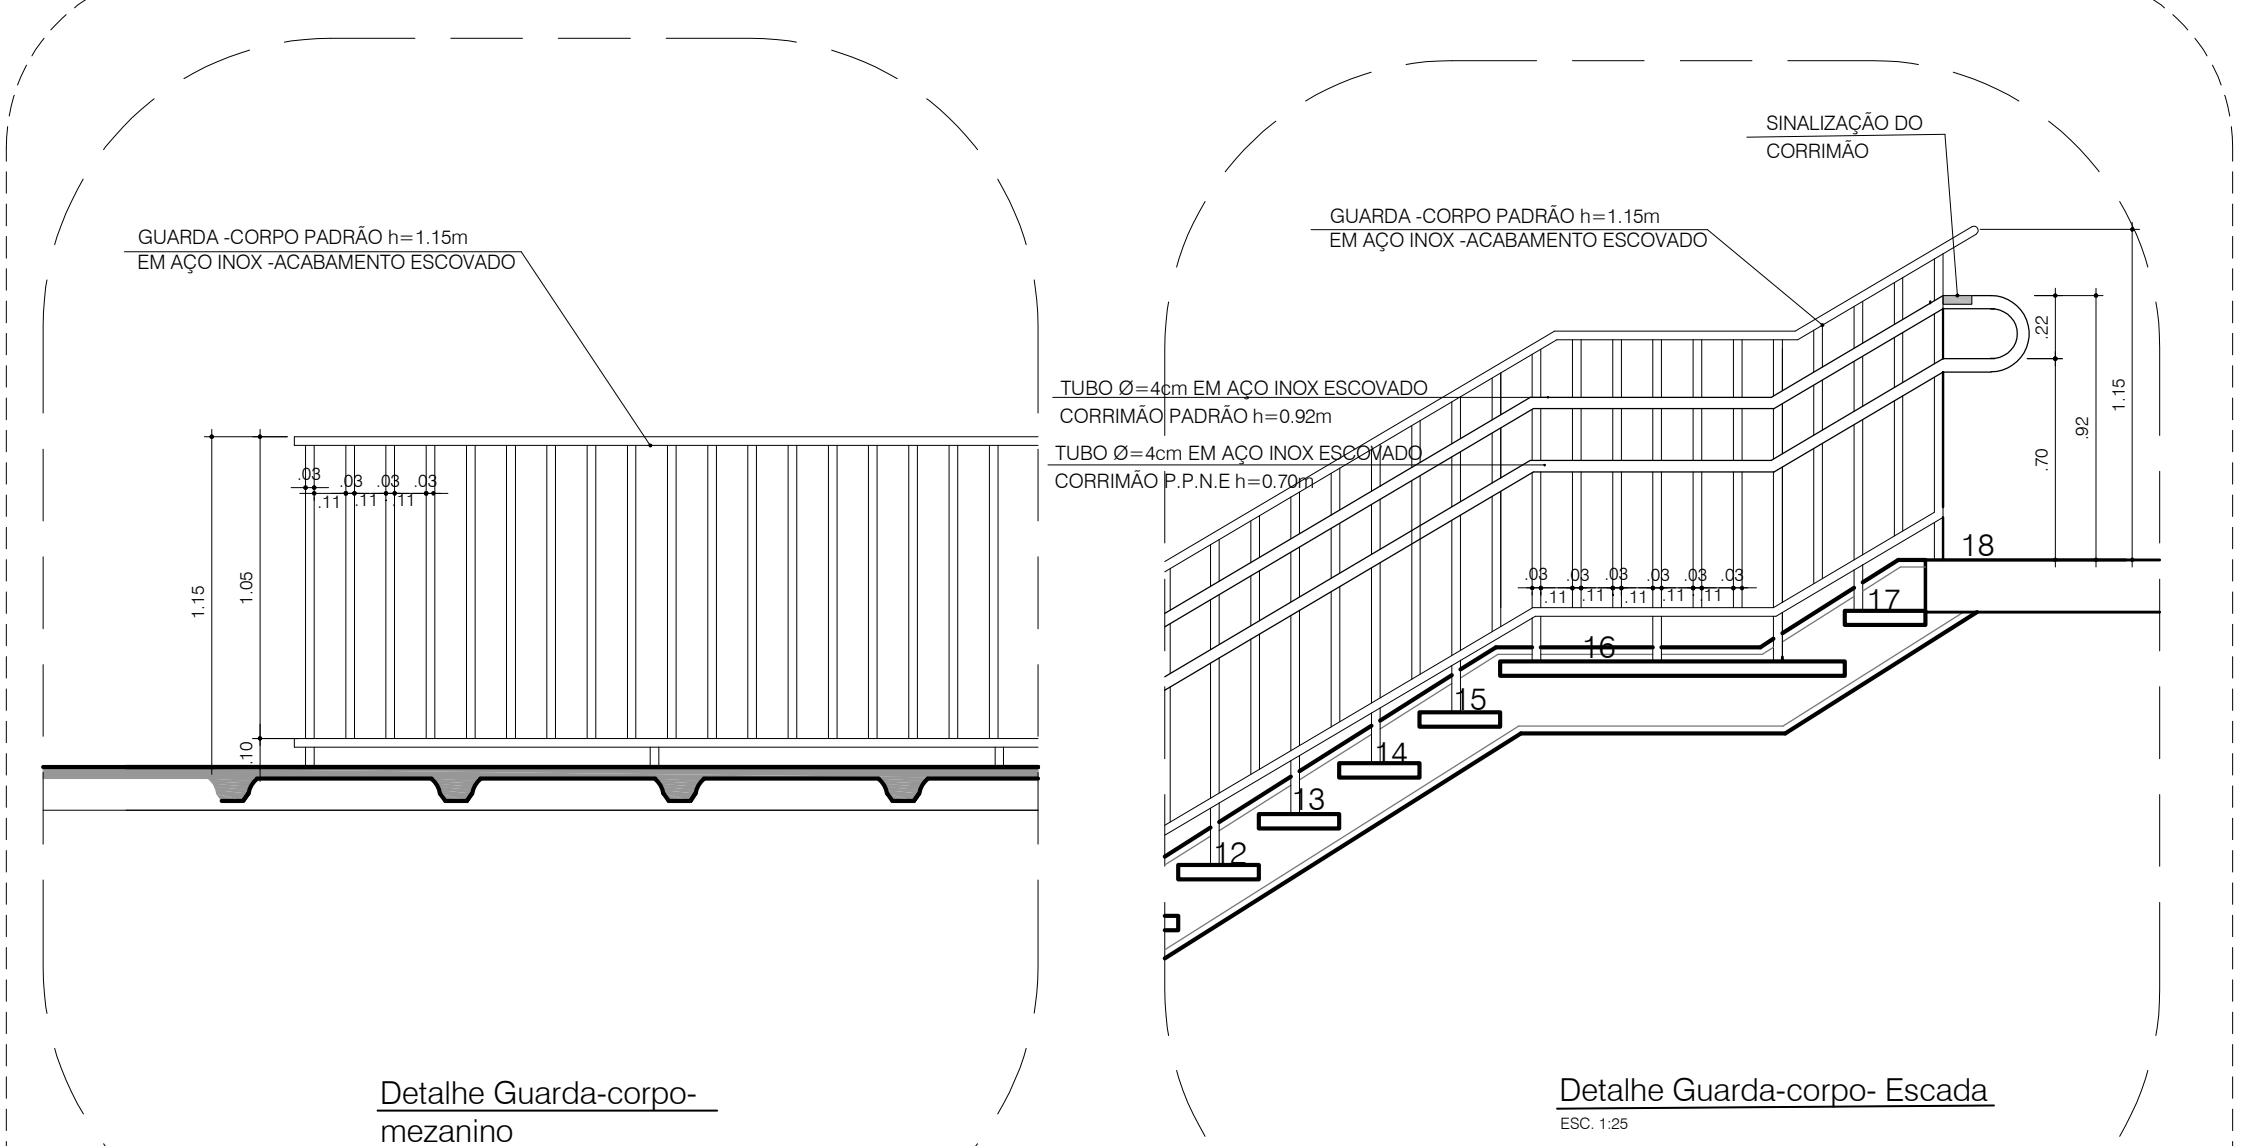 GUARDA -CORPO PADRÃO h=1.15m
EM AÇO INOX -ACABAMENTO ESCOVADO
.03
.03
.03
.03
.11
.11
.11
1.15
1.05
.10
Detalhe Guarda-corpo-
mezanino
SINALIZAÇÃO DO
CORRIMÃO
GUARDA -CORPO PADRÃO h=1.15m
EM AÇO INOX -ACABAMENTO ESCOVADO
TUBO Ø=4cm EM AÇO INOX ESCOVADO
CORRIMÃO PADRÃO h=0.92m
TUBO Ø=4cm EM AÇO INOX ESCOVADO
CORRIMÃO P.P.N.E h=0.70m
.22
1.15
.92
.70
.03
.03
.03
.03
.03
.03
.11
.11
.11
.11
.11
18
17
16
15
14
13
12
Detalhe Guarda-corpo- Escada
ESC. 1:25